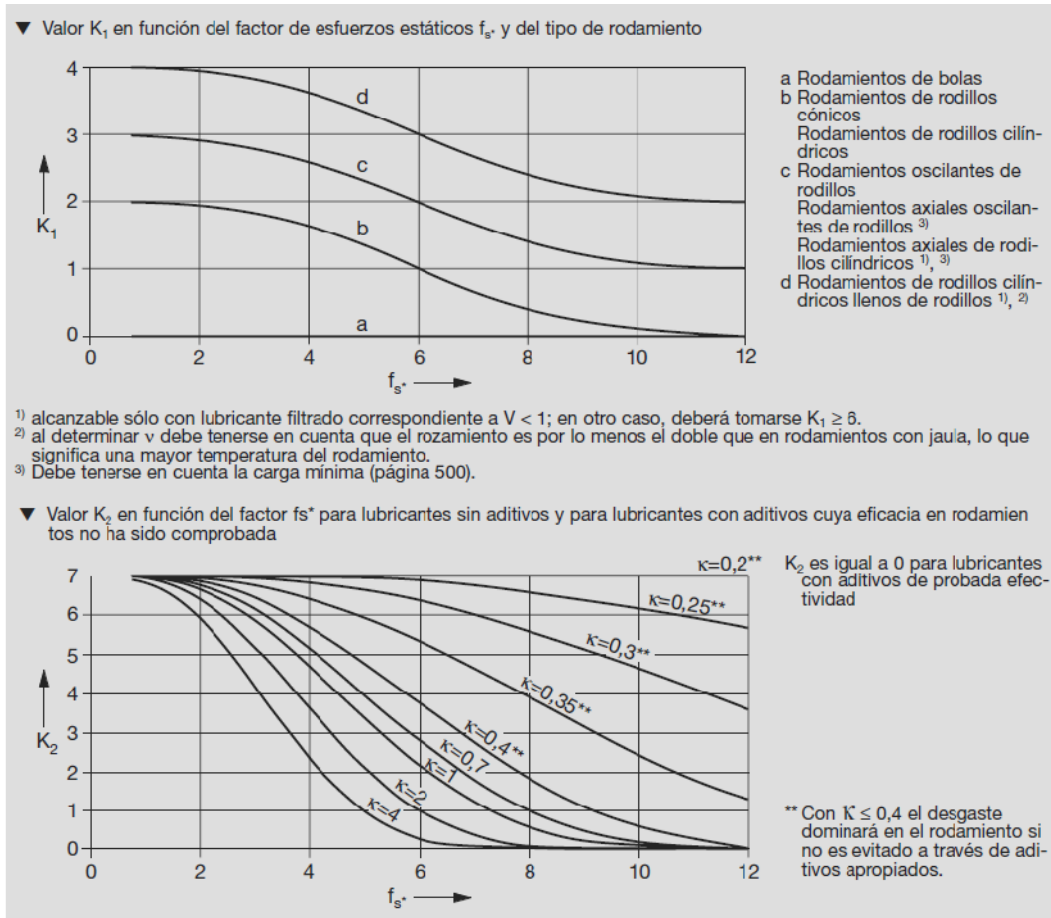 ▼ Valor K₁ en función del factor de esfuerzos estáticos fₛ* y del tipo de rodamiento
4
3
2
1
0
K₁
d
c
b
a
0
2
4
6
8
10
12
fₛ*
a Rodamientos de bolas
b Rodamientos de rodillos
cónicos
Rodamientos de rodillos cilín-
dricos
c Rodamientos oscilantes de
rodillos
Rodamientos axiales oscilan-
tes de rodillos ³⁾
Rodamientos axiales de rodi-
llos cilíndricos ¹⁾, ³⁾
d Rodamientos de rodillos cilín-
dricos llenos de rodillos ¹⁾, ²⁾
¹⁾ alcanzable sólo con lubricante filtrado correspondiente a V < 1; en otro caso, deberá tomarse K₁ ≥ 6.
²⁾ al determinar ν debe tenerse en cuenta que el rozamiento es por lo menos el doble que en rodamientos con jaula, lo que
significa una mayor temperatura del rodamiento.
³⁾ Debe tenerse en cuenta la carga mínima (página 500).
▼ Valor K₂ en función del factor fs* para lubricantes sin aditivos y para lubricantes con aditivos cuya eficacia en rodamien
tos no ha sido comprobada
7
6
5
4
3
2
1
0
K₂
κ=0,2**
κ=0,25**
κ=0,3**
κ=0,35**
κ=0,4**
κ=0,7
κ=1
κ=2
κ=4
0
2
4
6
8
10
12
fₛ*
K₂ es igual a 0 para lubricantes
con aditivos de probada efec-
tividad
** Con K ≤ 0,4 el desgaste
dominará en el rodamiento si
no es evitado a través de adi-
tivos apropiados.